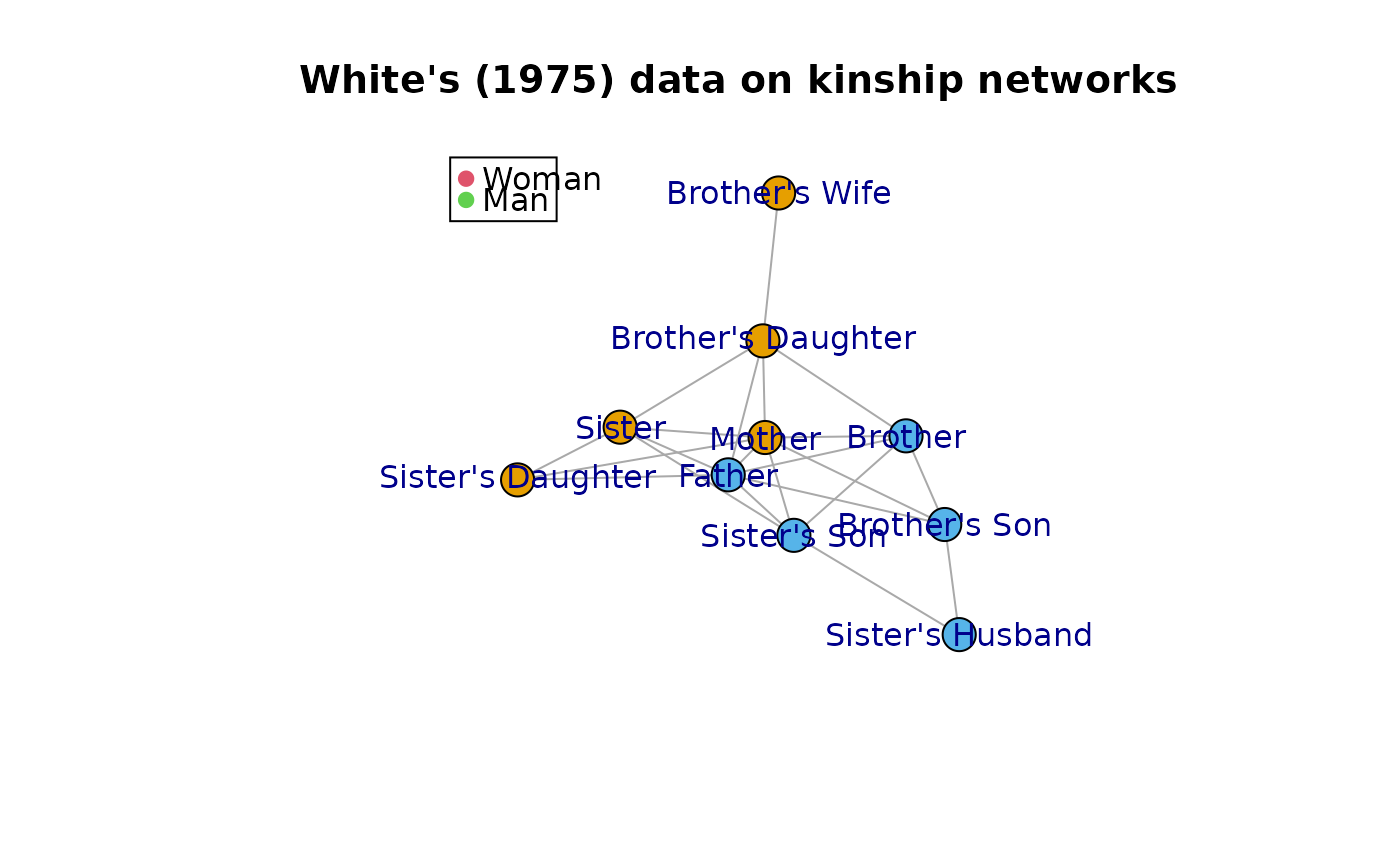 White's (1975) data on kinship networks
Woman
Man
Brother's Wife
Brother's Daughter
Sister
Mother
Brother
Sister's Daughter
Father
Brother's Son
Sister's Son
Sister's Husband